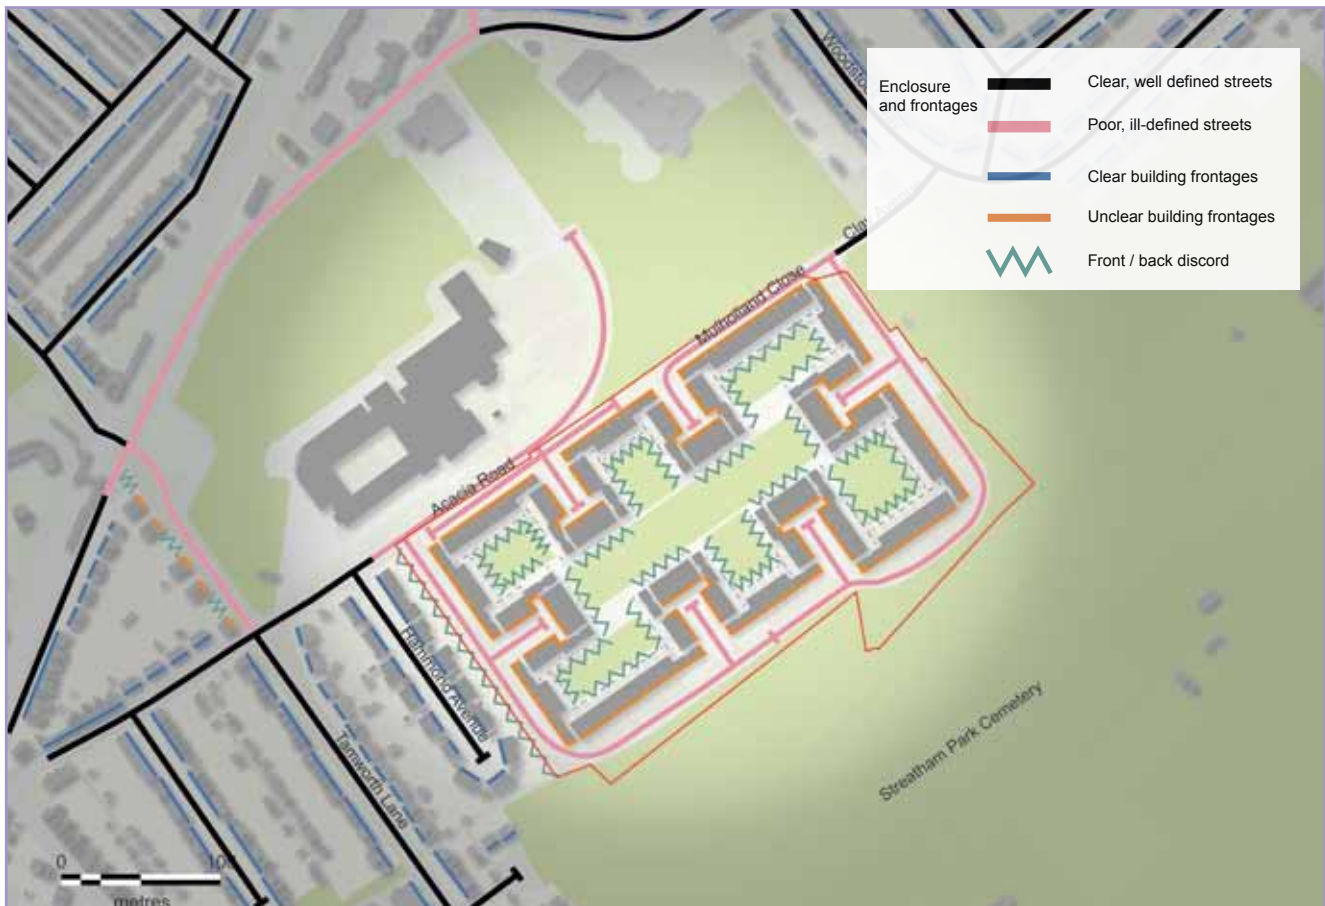 Enclosure
and frontages
Clear, well defined streets
Poor, ill-defined streets
Clear building frontages
Unclear building frontages
Front / back discord
Mulholland Close
Acacia Road
Hammond Avenue
Tamworth Lane
Streatham Park Cemetery
0
metres